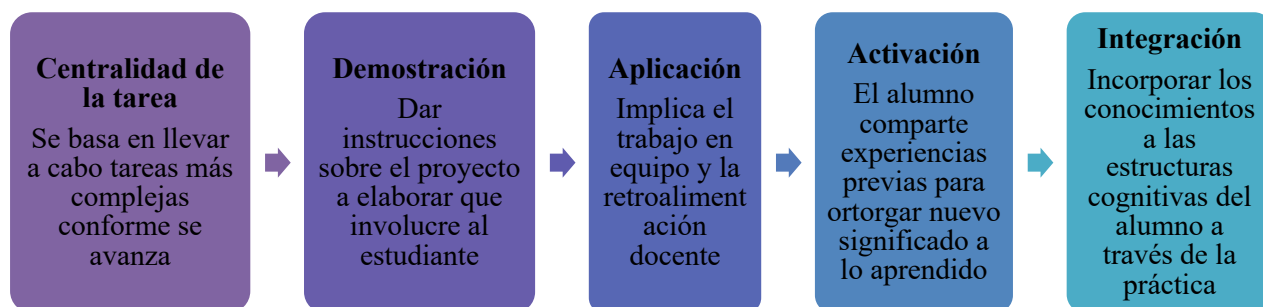 Centralidad de
la tarea
Se basa en llevar
a cabo tareas más
complejas
conforme se
avanza
Demostración
Dar
instrucciones
sobre el proyecto
a elaborar que
involucre al
estudiante
Aplicación
Implica el
trabajo en
equipo y la
retroaliment
ación
docente
Activación
El alumno
comparte
experiencias
previas para
ortorgar nuevo
significado a
lo aprendido
Integración
Incorporar los
conocimientos
a las
estructuras
cognitivas del
alumno a
través de la
práctica